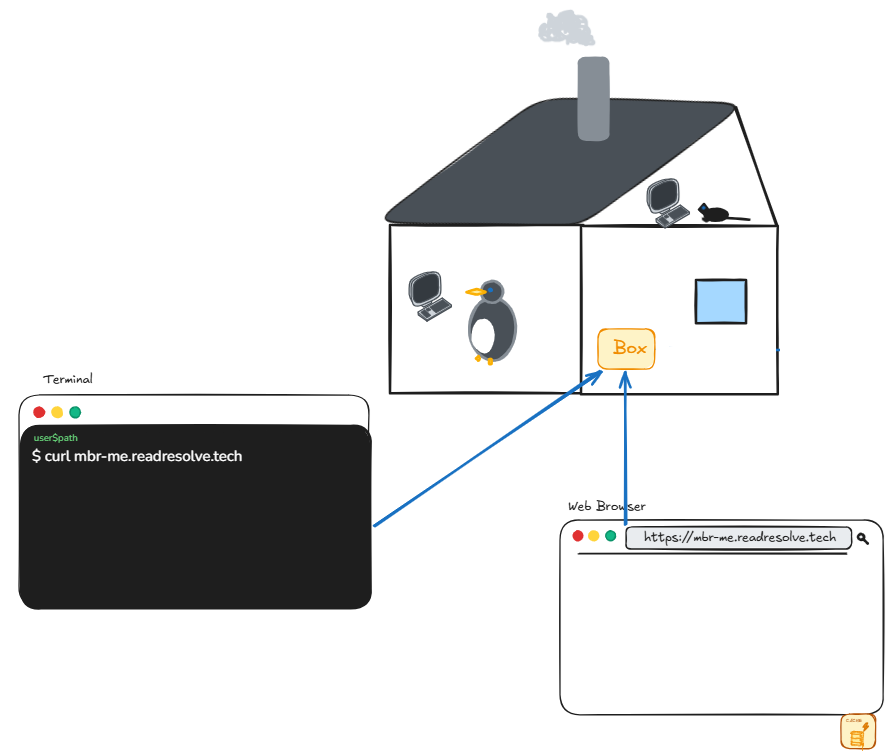 Box
Terminal
user$path
$ curl mbr-me.readresolve.tech
Web Browser
https://mbr-me.readresolve.tech